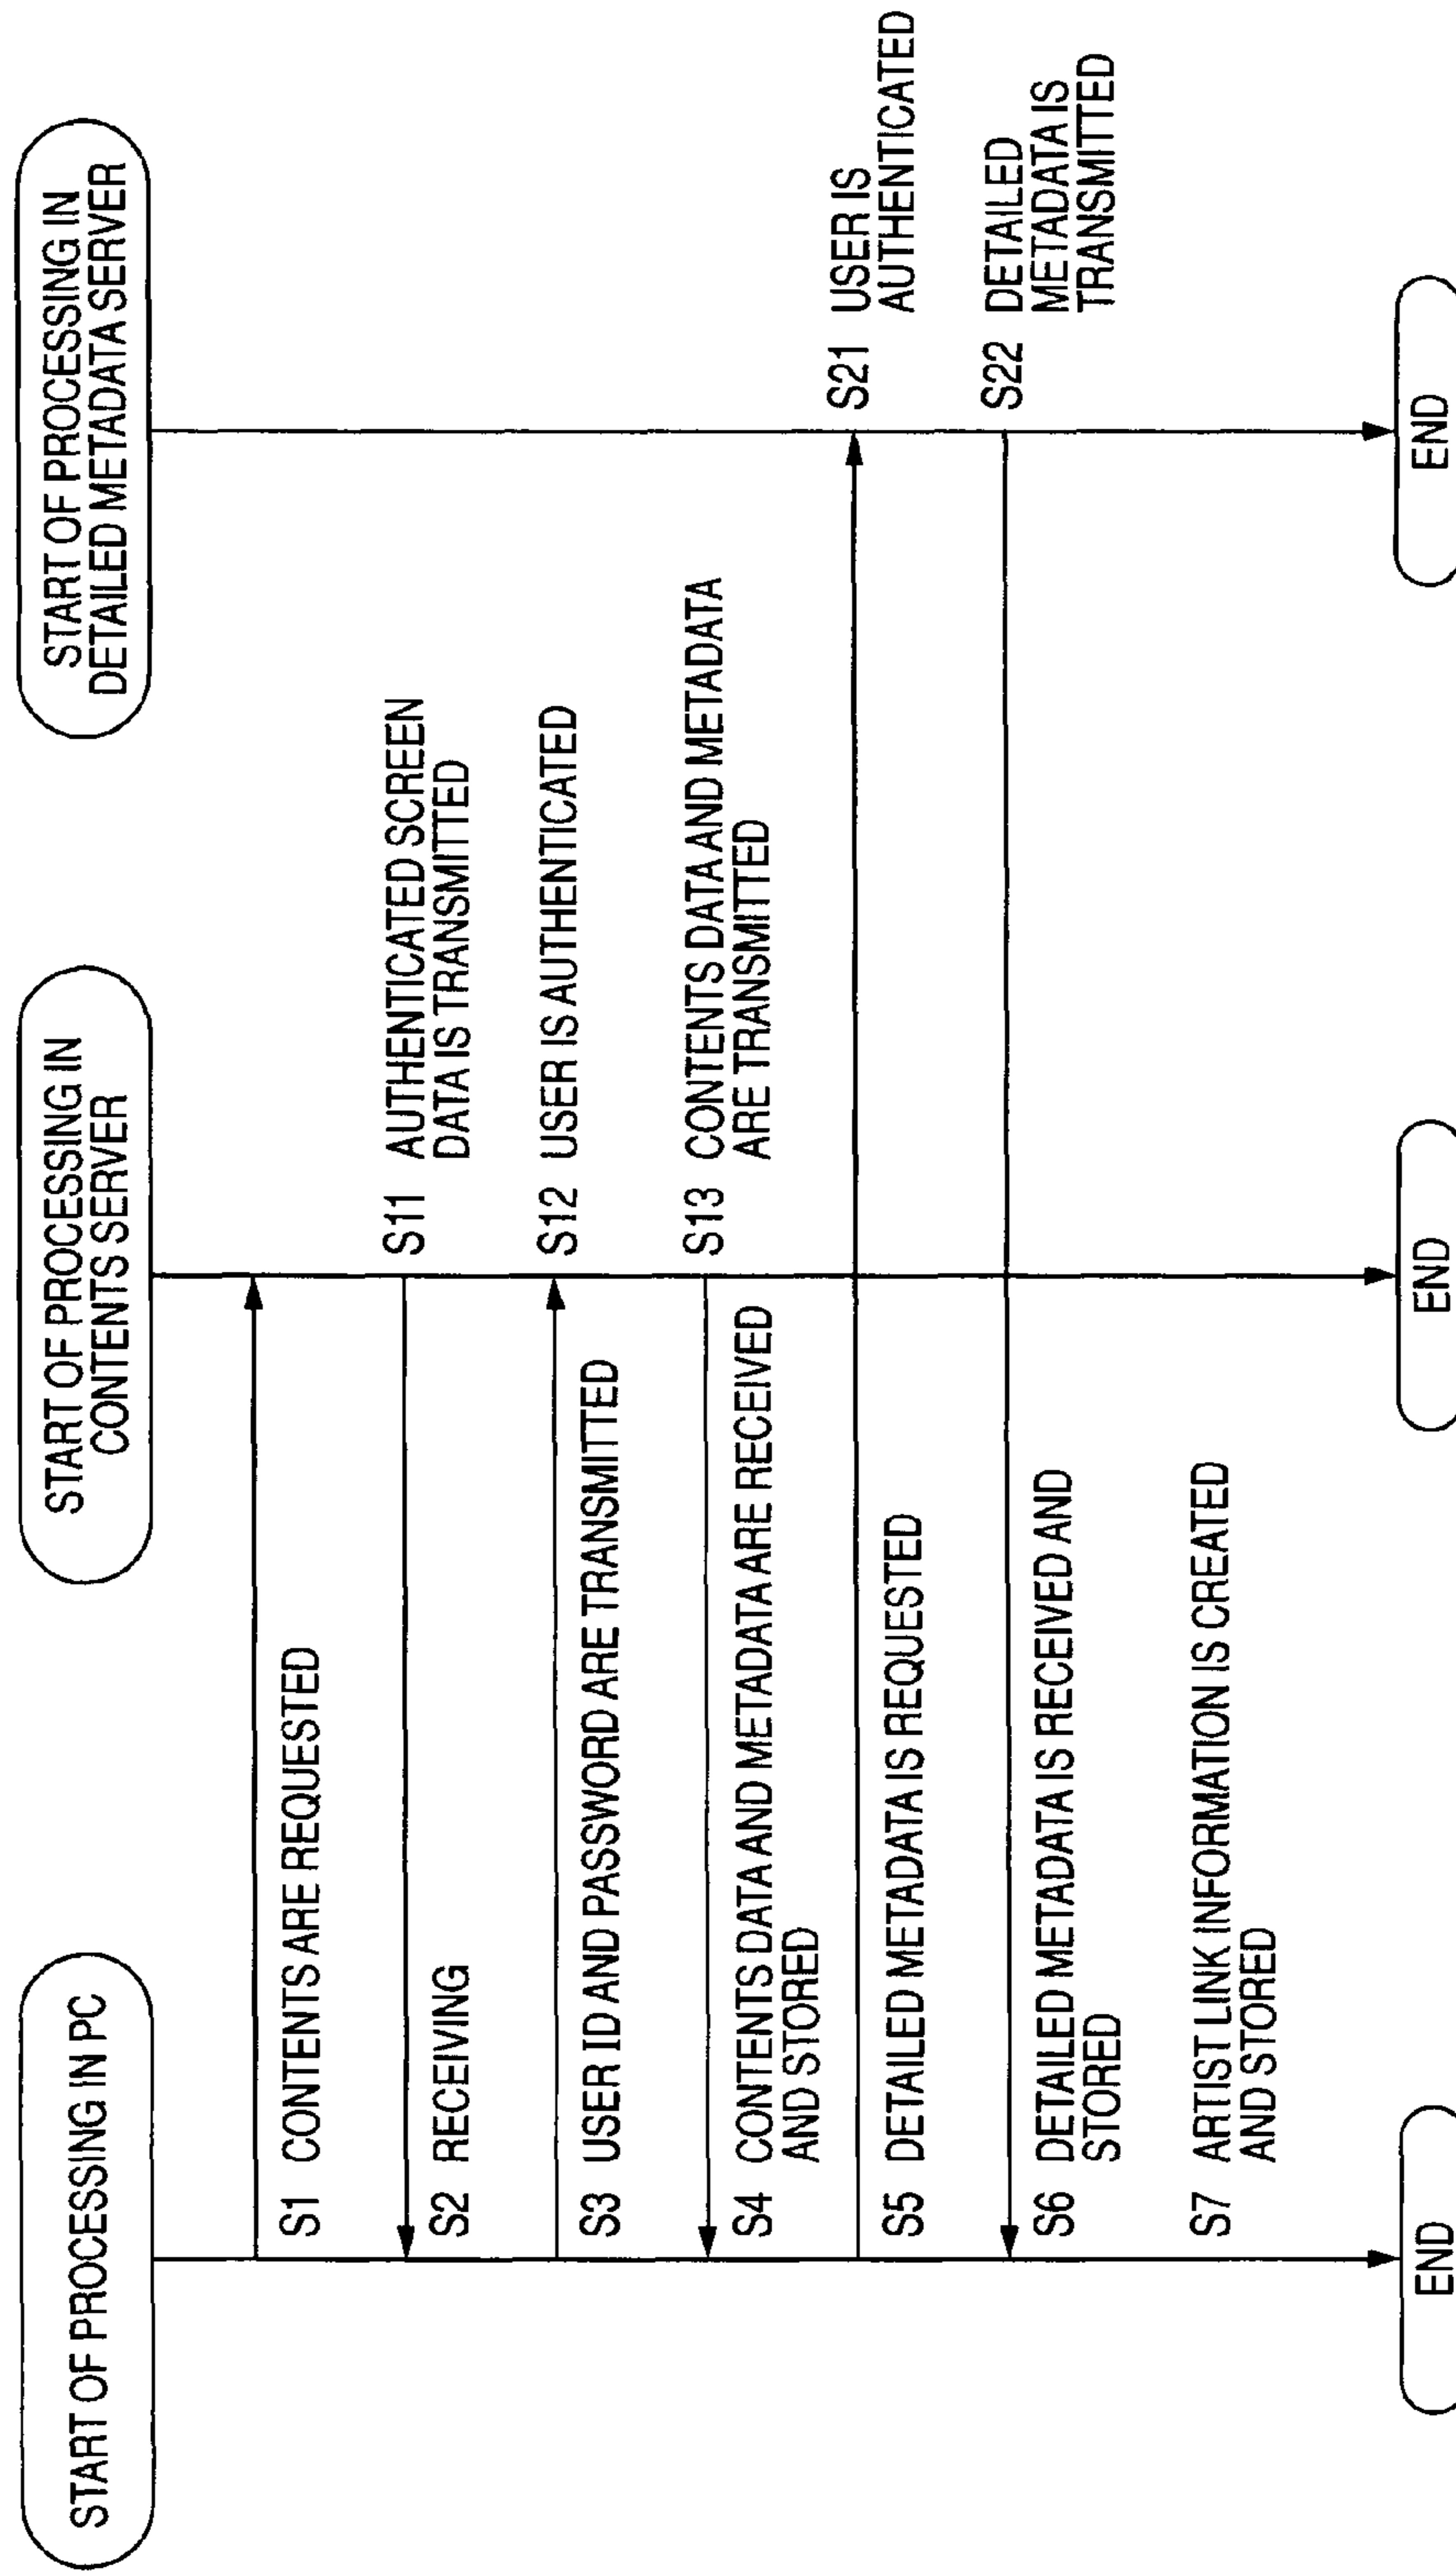 START OF PROCESSING IN PC
S1 CONTENTS ARE REQUESTED
S2 RECEIVING
S3 USER ID AND PASSWORD ARE TRANSMITTED
S4 CONTENTS DATA AND METADATA ARE RECEIVED
AND STORED
S5 DETAILED METADATA IS REQUESTED
S6 DETAILED METADATA IS RECEIVED AND
STORED
S7 ARTIST LINK INFORMATION IS CREATED
AND STORED
END
START OF PROCESSING IN
CONTENTS SERVER
S11 AUTHENTICATED SCREEN
DATA IS TRANSMITTED
S12 USER IS AUTHENTICATED
S13 CONTENTS DATA AND METADATA
ARE TRANSMITTED
END
START OF PROCESSING IN
DETAILED METADATA SERVER
S21 USER IS
AUTHENTICATED
S22 DETAILED
METADATA IS
TRANSMITTED
END